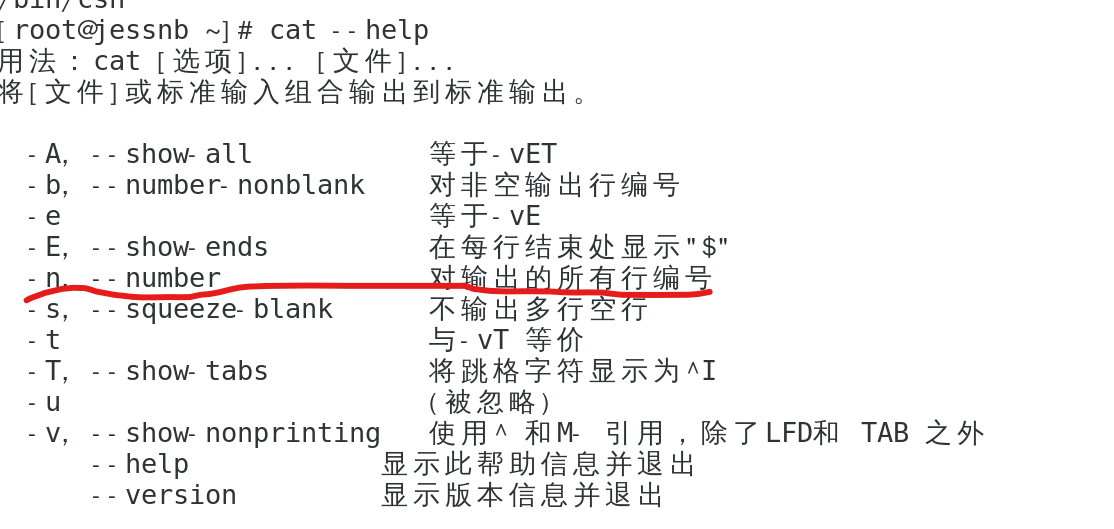 /bin/csh
[root@jessnb ~]# cat --help
用法：cat [选项]... [文件]...
将[文件]或标准输入组合输出到标准输出。
-A, --show-all 等于-vET
-b, --number-nonblank 对非空输出行编号
-e 等于-vE
-E, --show-ends 在每行结束处显示"$"
-n, --number 对输出的所有行编号
-s, --squeeze-blank 不输出多行空行
-t 与-vT 等价
-T, --show-tabs 将跳格字符显示为^I
-u （被忽略）
-v, --show-nonprinting 使用^ 和M- 引用，除了LFD和 TAB 之外
--help 显示此帮助信息并退出
--version 显示版本信息并退出